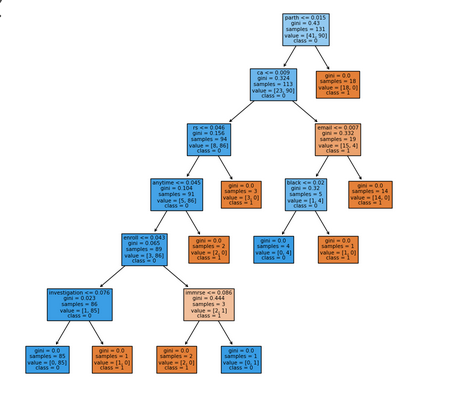 parth <= 0.015
gini = 0.43
samples = 131
value = [41, 90]
class = 0
ca <= 0.009
gini = 0.324
samples = 113
value = [23, 90]
class = 0
gini = 0.0
samples = 18
value = [18, 0]
class = 1
rs <= 0.046
gini = 0.156
samples = 94
value = [8, 86]
class = 0
email <= 0.007
gini = 0.332
samples = 19
value = [15, 4]
class = 1
anytime <= 0.045
gini = 0.104
samples = 91
value = [5, 86]
class = 0
gini = 0.0
samples = 3
value = [3, 0]
class = 1
black <= 0.02
gini = 0.32
samples = 5
value = [1, 4]
class = 0
gini = 0.0
samples = 14
value = [14, 0]
class = 1
enroll <= 0.043
gini = 0.065
samples = 89
value = [3, 86]
class = 0
gini = 0.0
samples = 2
value = [2, 0]
class = 1
gini = 0.0
samples = 4
value = [0, 4]
class = 0
gini = 0.0
samples = 1
value = [1, 0]
class = 1
investigation <= 0.076
gini = 0.023
samples = 86
value = [1, 85]
class = 0
immrse <= 0.086
gini = 0.444
samples = 3
value = [2, 1]
class = 1
gini = 0.0
samples = 85
value = [0, 85]
class = 0
gini = 0.0
samples = 1
value = [1, 0]
class = 1
gini = 0.0
samples = 2
value = [2, 0]
class = 1
gini = 0.0
samples = 1
value = [0, 1]
class = 0